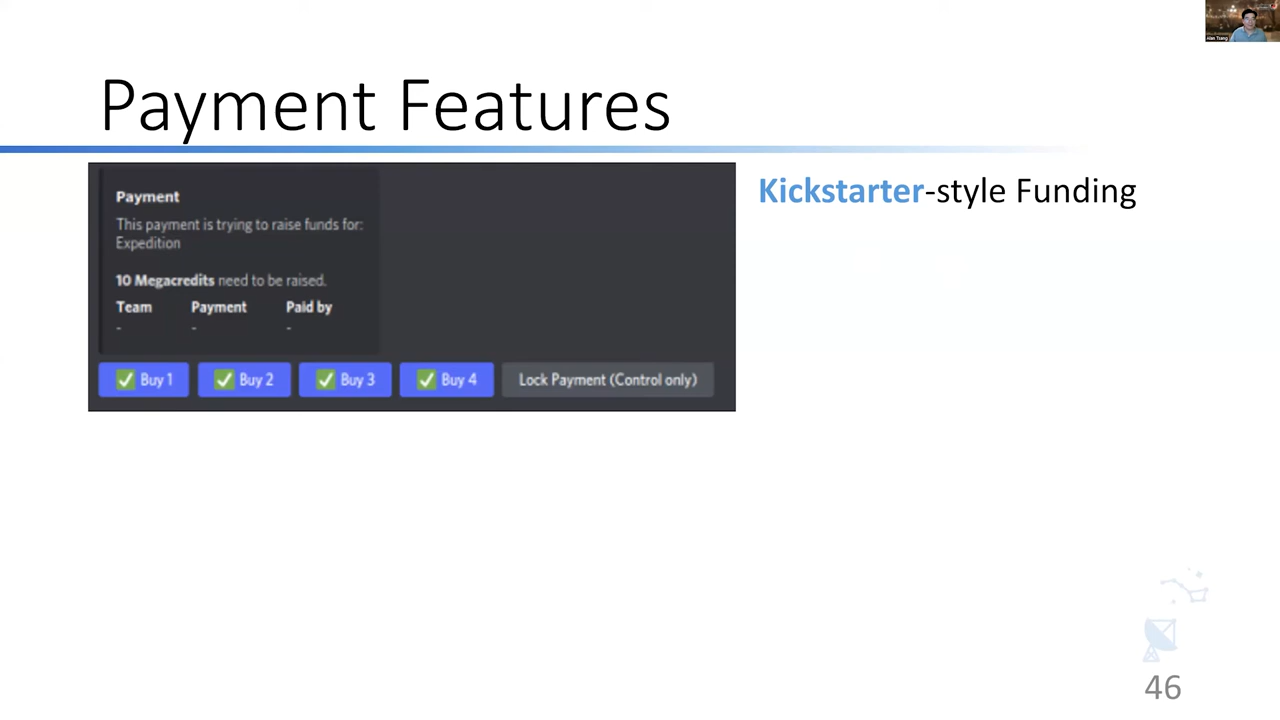 Alan Tsang
Payment Features
Kickstarter-style Funding
Payment
This payment is trying to raise funds for:
Expedition
10 Megacredits need to be raised.
Team Payment Paid by
- - -
Buy 1 Buy 2 Buy 3 Buy 4 Lock Payment (Control only)
46